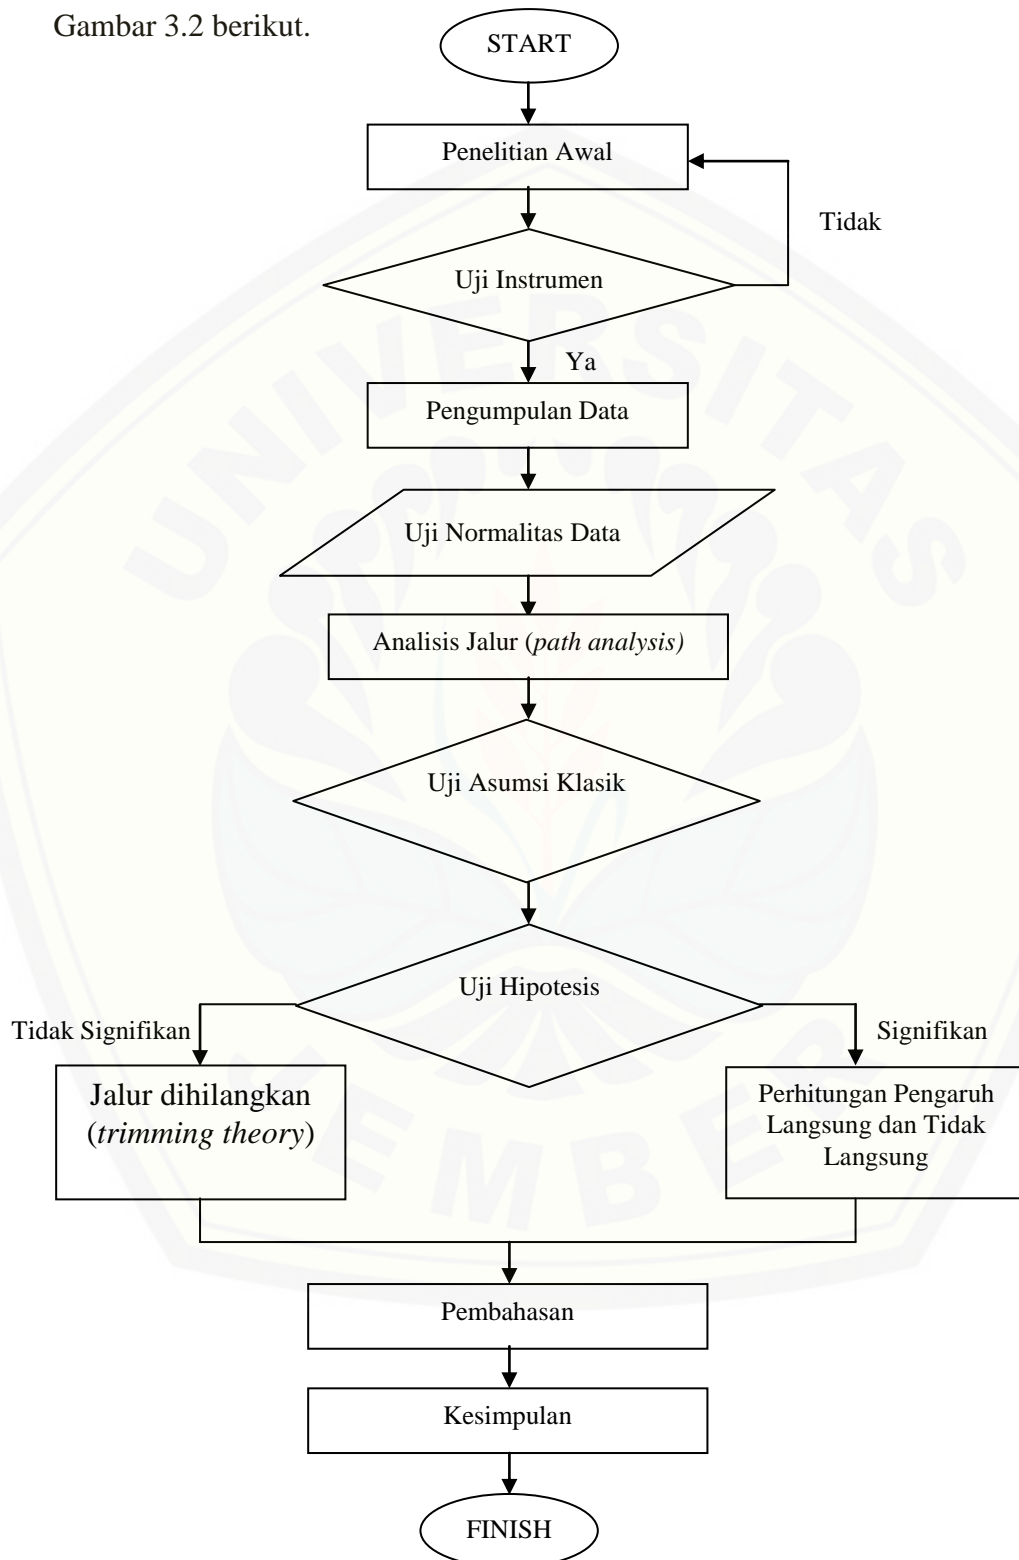 Gambar 3.2 berikut.
START
Penelitian Awal
Tidak
Uji Instrumen
Ya
Pengumpulan Data
Uji Normalitas Data
Analisis Jalur (path analysis)
Uji Asumsi Klasik
Uji Hipotesis
Tidak Signifikan
Signifikan
Jalur dihilangkan
(trimming theory)
Perhitungan Pengaruh
Langsung dan Tidak
Langsung
Pembahasan
Kesimpulan
FINISH
UNIVERSITAS
JEMBER